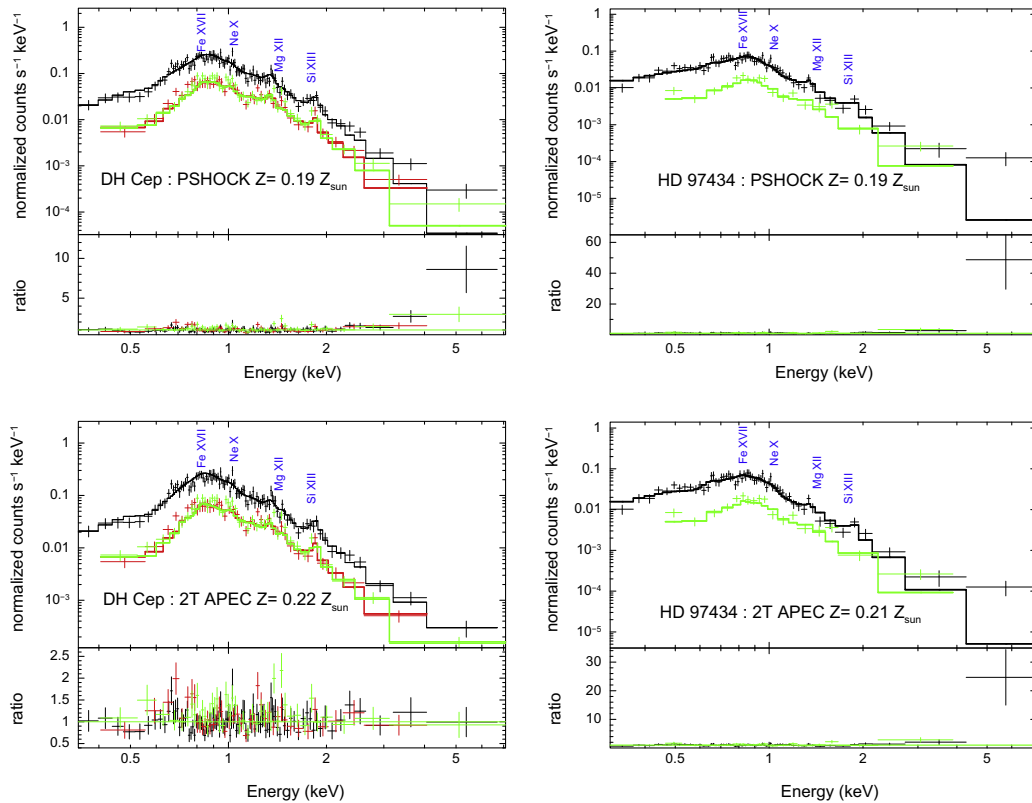 normalized counts s⁻¹ keV⁻¹
1
0.1
0.01
10⁻³
10⁻⁴
Fe XVII
Ne X
Mg XII
Si XIII
DH Cep : PSHOCK Z= 0.19 Zsun
ratio
10
5
0.5
1
5
Energy (keV)
normalized counts s⁻¹ keV⁻¹
1
0.1
0.01
10⁻³
10⁻⁴
10⁻⁵
Fe XVII
Ne X
Mg XII
Si XIII
HD 97434 : PSHOCK Z= 0.19 Zsun
ratio
60
40
20
0.5
1
5
Energy (keV)
normalized counts s⁻¹ keV⁻¹
1
0.1
0.01
10⁻³
Fe XVII
Ne X
Mg XII
Si XIII
DH Cep : 2T APEC Z= 0.22 Zsun
ratio
2.5
2
1.5
1
0.5
0.5
1
5
Energy (keV)
normalized counts s⁻¹ keV⁻¹
1
0.1
0.01
10⁻³
10⁻⁴
10⁻⁵
Fe XVII
Ne X
Mg XII
Si XIII
HD 97434 : 2T APEC Z= 0.21 Zsun
ratio
30
20
10
0.5
1
5
Energy (keV)